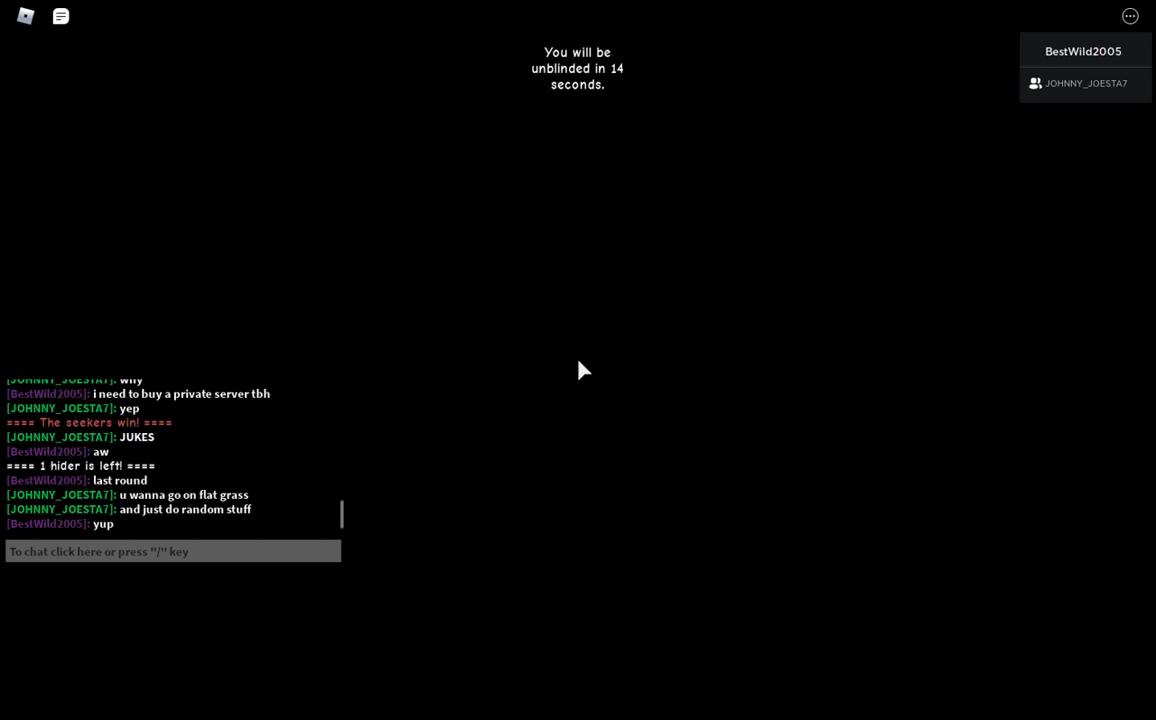 You will be
unblinded in 14
seconds.
BestWild2005
JOHNNY_JOESTA7
[JOHNNY_JOESTA7]: why
[BestWild2005]: i need to buy a private server tbh
[JOHNNY_JOESTA7]: yep
==== The seekers win! ====
[JOHNNY_JOESTA7]: JUKES
[BestWild2005]: aw
==== 1 hider is left! ====
[BestWild2005]: last round
[JOHNNY_JOESTA7]: u wanna go on flat grass
[JOHNNY_JOESTA7]: and just do random stuff
[BestWild2005]: yup
To chat click here or press "/" key